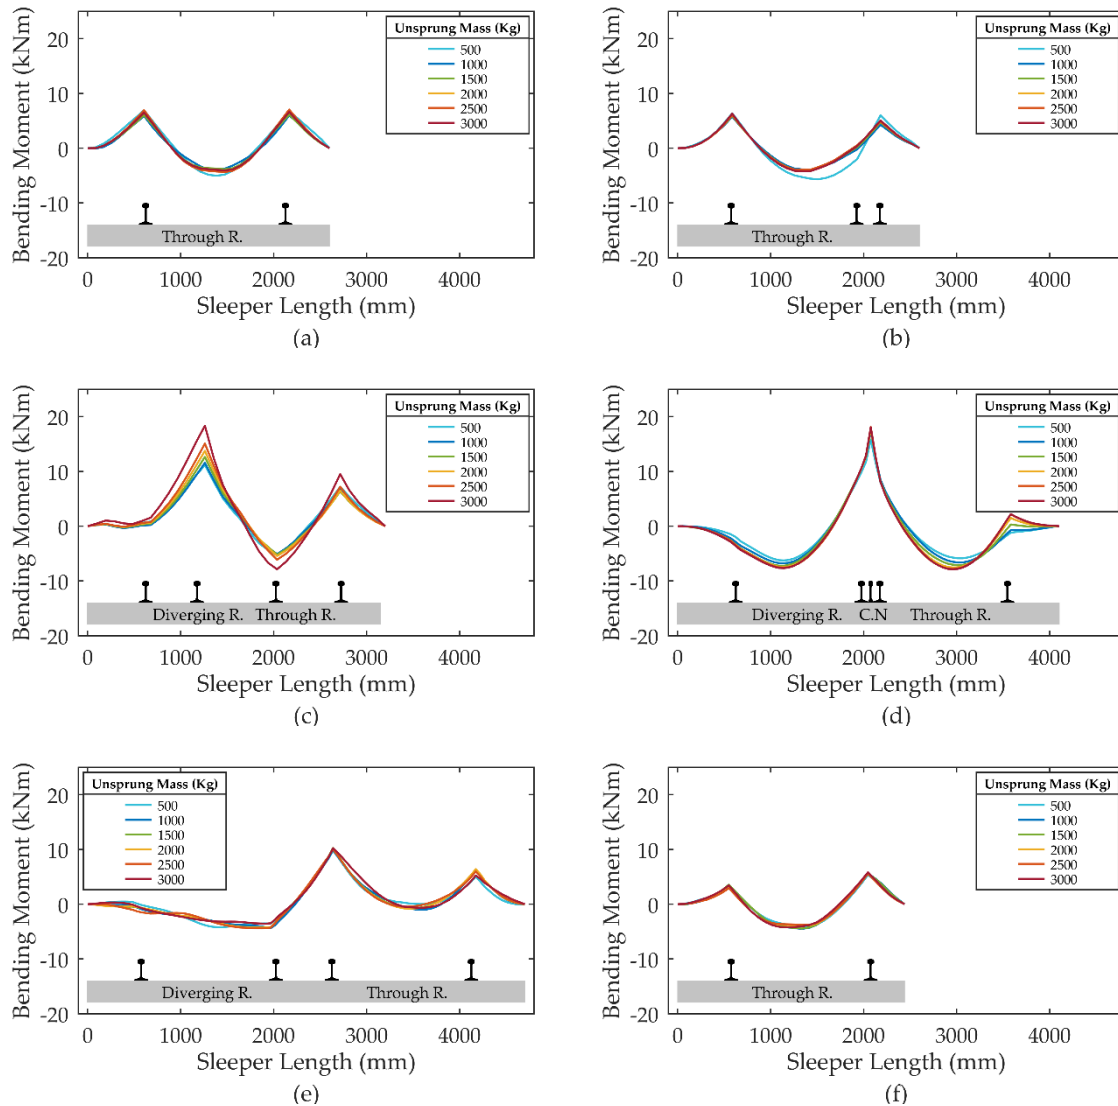 Bending Moment (kNm)
20
10
0
-10
-20
Unsprung Mass (Kg)
500
1000
1500
2000
2500
3000
Through R.
0 1000 2000 3000 4000
Sleeper Length (mm)
(a)
Bending Moment (kNm)
20
10
0
-10
-20
Unsprung Mass (Kg)
500
1000
1500
2000
2500
3000
Through R.
0 1000 2000 3000 4000
Sleeper Length (mm)
(b)
Bending Moment (kNm)
20
10
0
-10
-20
Unsprung Mass (Kg)
500
1000
1500
2000
2500
3000
Diverging R. Through R.
0 1000 2000 3000 4000
Sleeper Length (mm)
(c)
Bending Moment (kNm)
20
10
0
-10
-20
Unsprung Mass (Kg)
500
1000
1500
2000
2500
3000
Diverging R. C.N Through R.
0 1000 2000 3000 4000
Sleeper Length (mm)
(d)
Bending Moment (kNm)
20
10
0
-10
-20
Unsprung Mass (Kg)
500
1000
1500
2000
2500
3000
Diverging R. Through R.
0 1000 2000 3000 4000
Sleeper Length (mm)
(e)
Bending Moment (kNm)
20
10
0
-10
-20
Unsprung Mass (Kg)
500
1000
1500
2000
2500
3000
Through R.
0 1000 2000 3000 4000
Sleeper Length (mm)
(f)